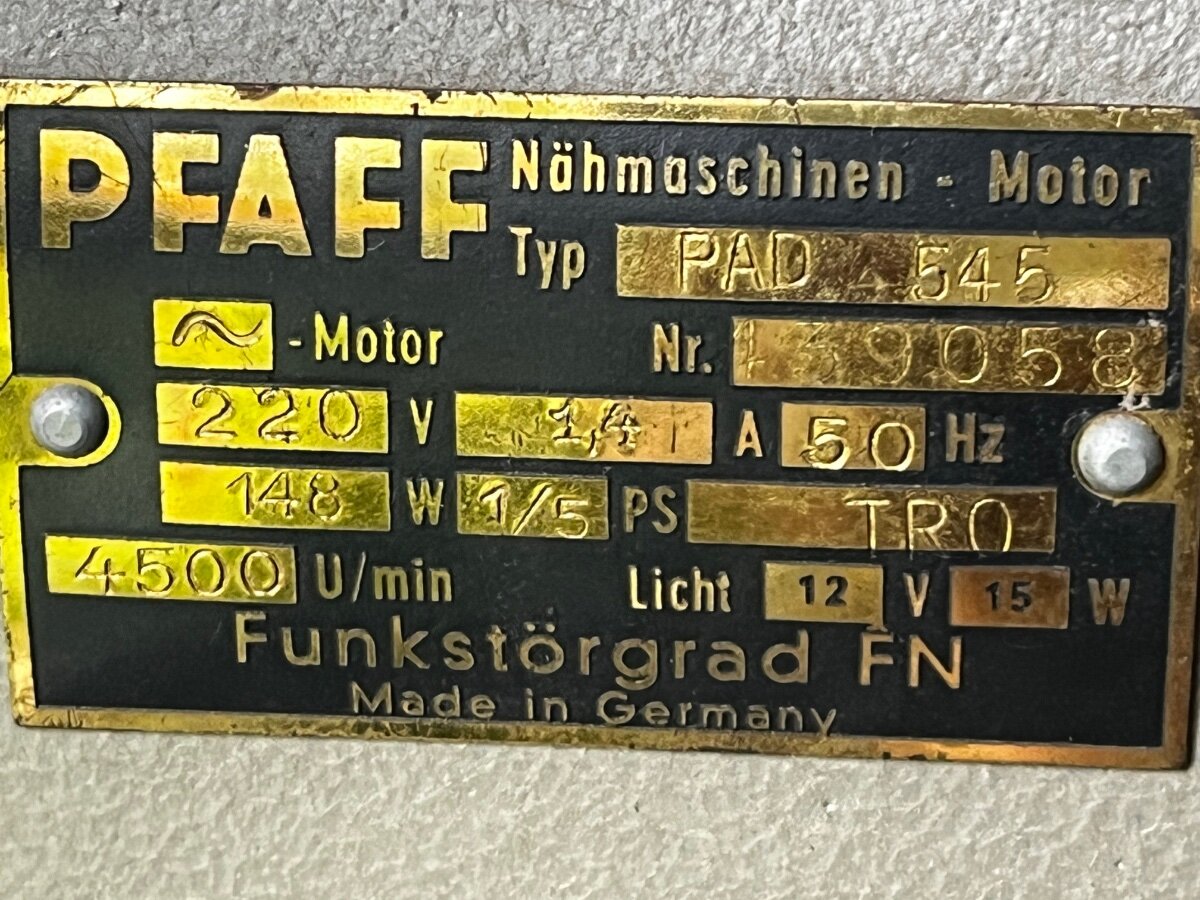 PFAFF Nähmaschinen - Motor
Typ PAD 545
~ -Motor Nr. 139058
220 V 1,4 A 50 Hz
148 W 1/5 PS TRO
4500 U/min Licht 12 V 15 W
Funkstörgrad FN
Made in Germany